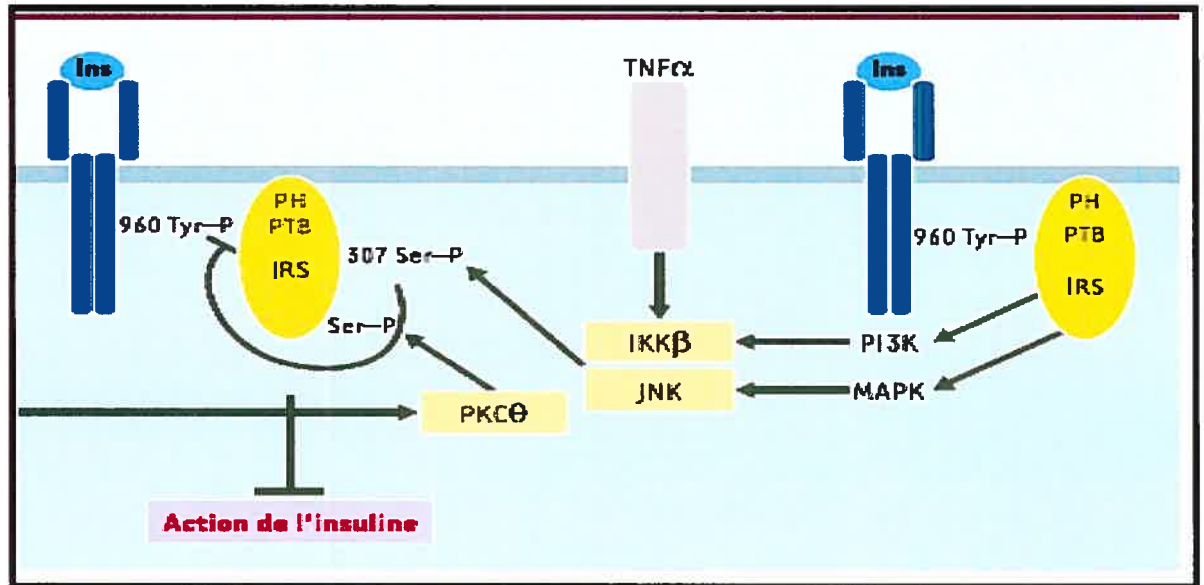 Ins
TNFα
Ins
960 Tyr–P
PH
PTB
IRS
307 Ser–P
Ser–P
960 Tyr–P
PH
PTB
IRS
IKKβ
PI3K
JNK
MAPK
PKCθ
Action de l'insuline